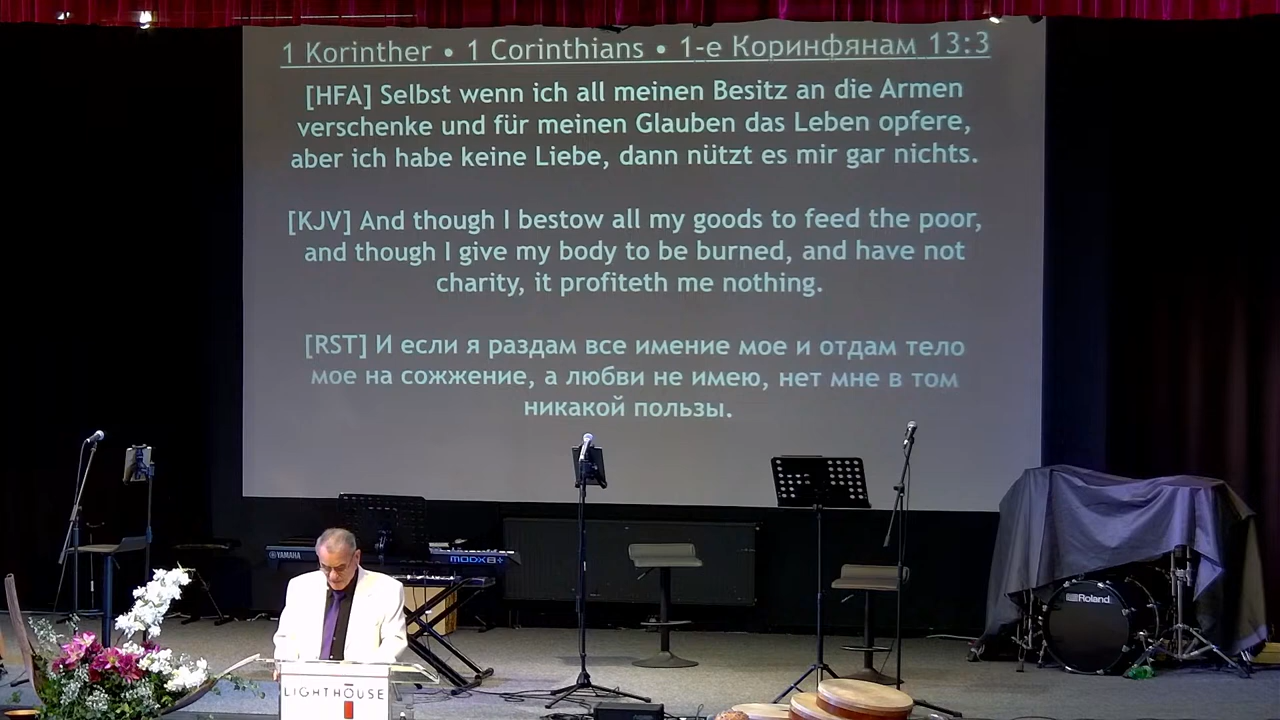 1 Korinther • 1 Corinthians • 1-е Коринфянам 13:3
[HFA] Selbst wenn ich all meinen Besitz an die Armen
verschenke und für meinen Glauben das Leben opfere,
aber ich habe keine Liebe, dann nützt es mir gar nichts.
[KJV] And though I bestow all my goods to feed the poor,
and though I give my body to be burned, and have not
charity, it profiteth me nothing.
[RST] И если я раздам все имение мое и отдам тело
мое на сожжение, а любви не имею, нет мне в том
никакой пользы.
YAMAHA
MODX8+
Roland
LIGHTHOUSE